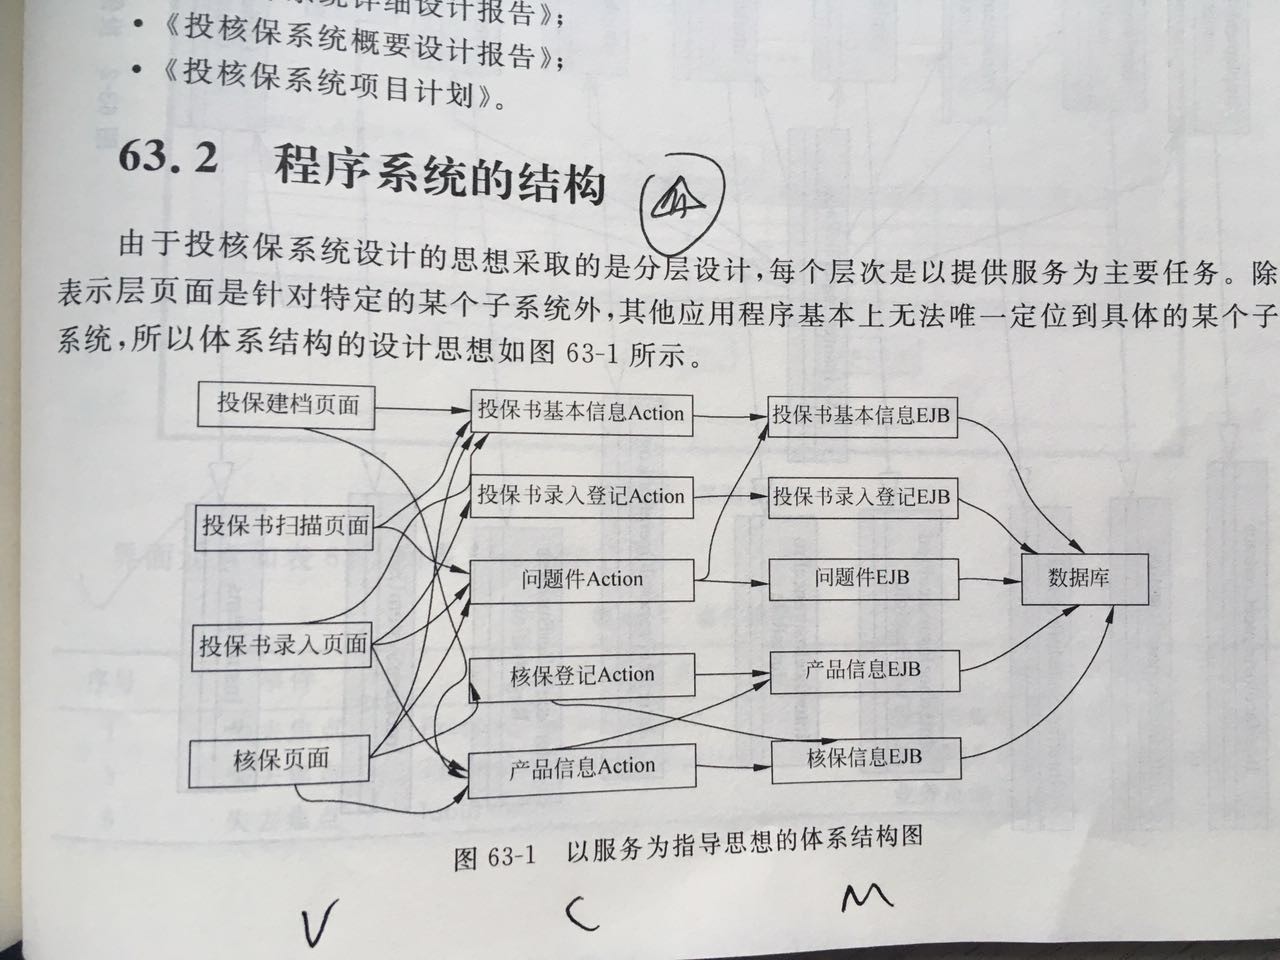 系统详细设计报告》;
•《投核保系统概要设计报告》;
•《投核保系统项目计划》。
63.2 程序系统的结构
由于投核保系统设计的思想采取的是分层设计,每个层次是以提供服务为主要任务。除
表示层页面是针对特定的某个子系统外,其他应用程序基本上无法唯一定位到具体的某个子
系统,所以体系结构的设计思想如图 63-1 所示。
投保建档页面
投保书基本信息Action
投保书基本信息EJB
投保书扫描页面
投保书录入登记Action
投保书录入登记EJB
问题件Action
问题件EJB
数据库
投保书录入页面
核保登记Action
产品信息EJB
核保页面
产品信息Action
核保信息EJB
图 63-1 以服务为指导思想的体系结构图
V C M